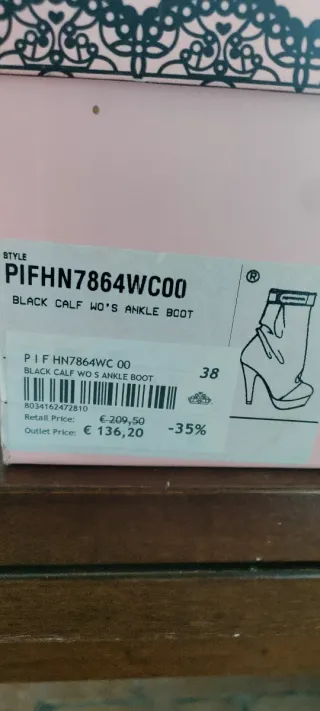 STYLE
PIFHN7864WC00
BLACK CALF WO'S ANKLE BOOT
®
P I F HN7864WC 00
BLACK CALF WO S ANKLE BOOT
38
8034162472810
Retail Price: € 209,50
Outlet Price: € 136,20 -35%